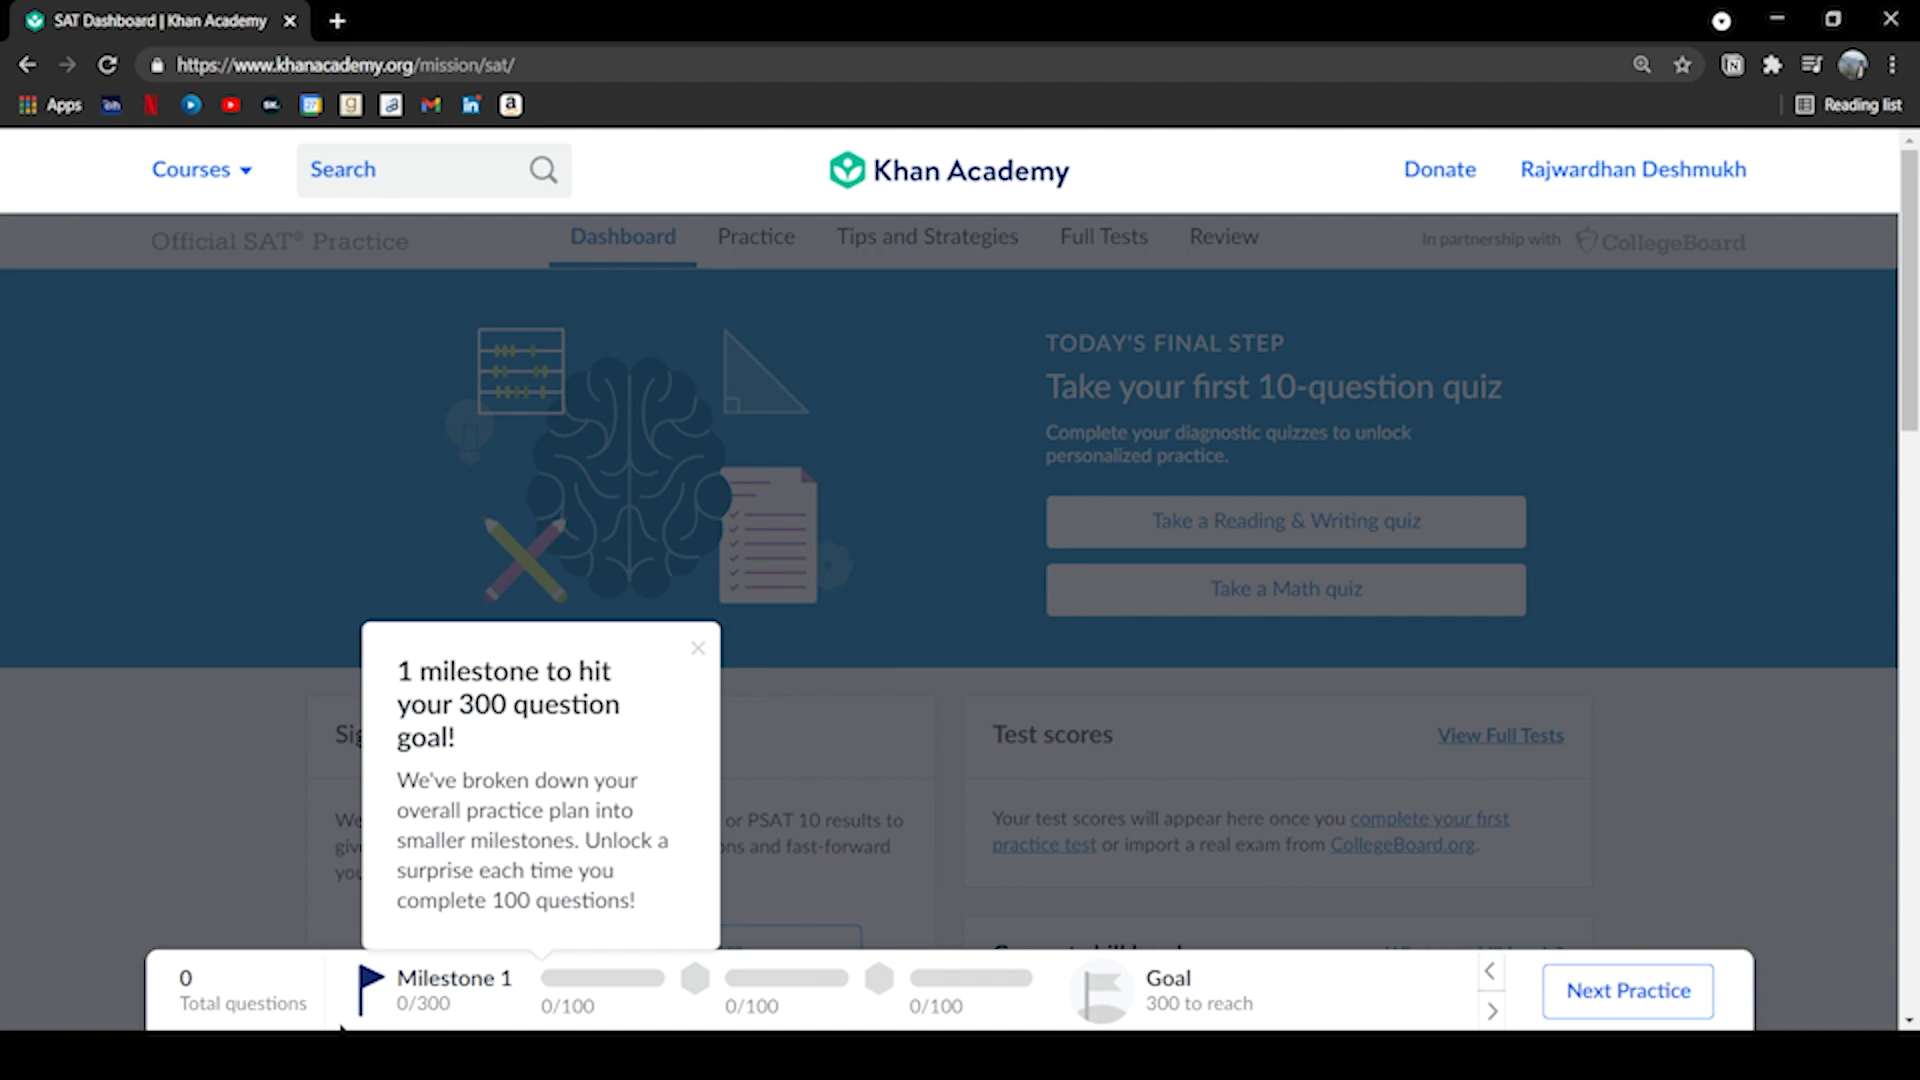 SAT Dashboard | Khan Academy
https://www.khanacademy.org/mission/sat/
Apps
Reading list
Courses
Search
Khan Academy
Donate
Rajwardhan Deshmukh
Official SAT® Practice
Dashboard
Practice
Tips and Strategies
Full Tests
Review
In partnership with
CollegeBoard
TODAY'S FINAL STEP
Take your first 10-question quiz
Complete your diagnostic quizzes to unlock
personalized practice.
Take a Reading & Writing quiz
Take a Math quiz
1 milestone to hit
your 300 question
goal!
We've broken down your
overall practice plan into
smaller milestones. Unlock a
surprise each time you
complete 100 questions!
or PSAT 10 results to
and fast-forward
Test scores
View Full Tests
Your test scores will appear here once you complete your first
practice test or import a real exam from CollegeBoard.org.
0
Total questions
Milestone 1
0/300
0/100
0/100
0/100
Goal
300 to reach
Next Practice